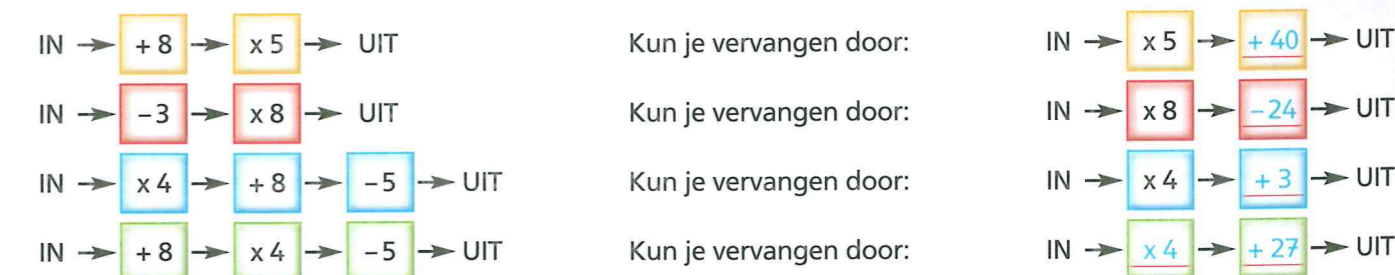 IN → + 8 → x 5 → UIT Kun je vervangen door: IN → x 5 → + 40 → UIT
IN → – 3 → x 8 → UIT Kun je vervangen door: IN → x 8 → – 24 → UIT
IN → x 4 → + 8 → – 5 → UIT Kun je vervangen door: IN → x 4 → + 3 → UIT
IN → + 8 → x 4 → – 5 → UIT Kun je vervangen door: IN → x 4 → + 27 → UIT